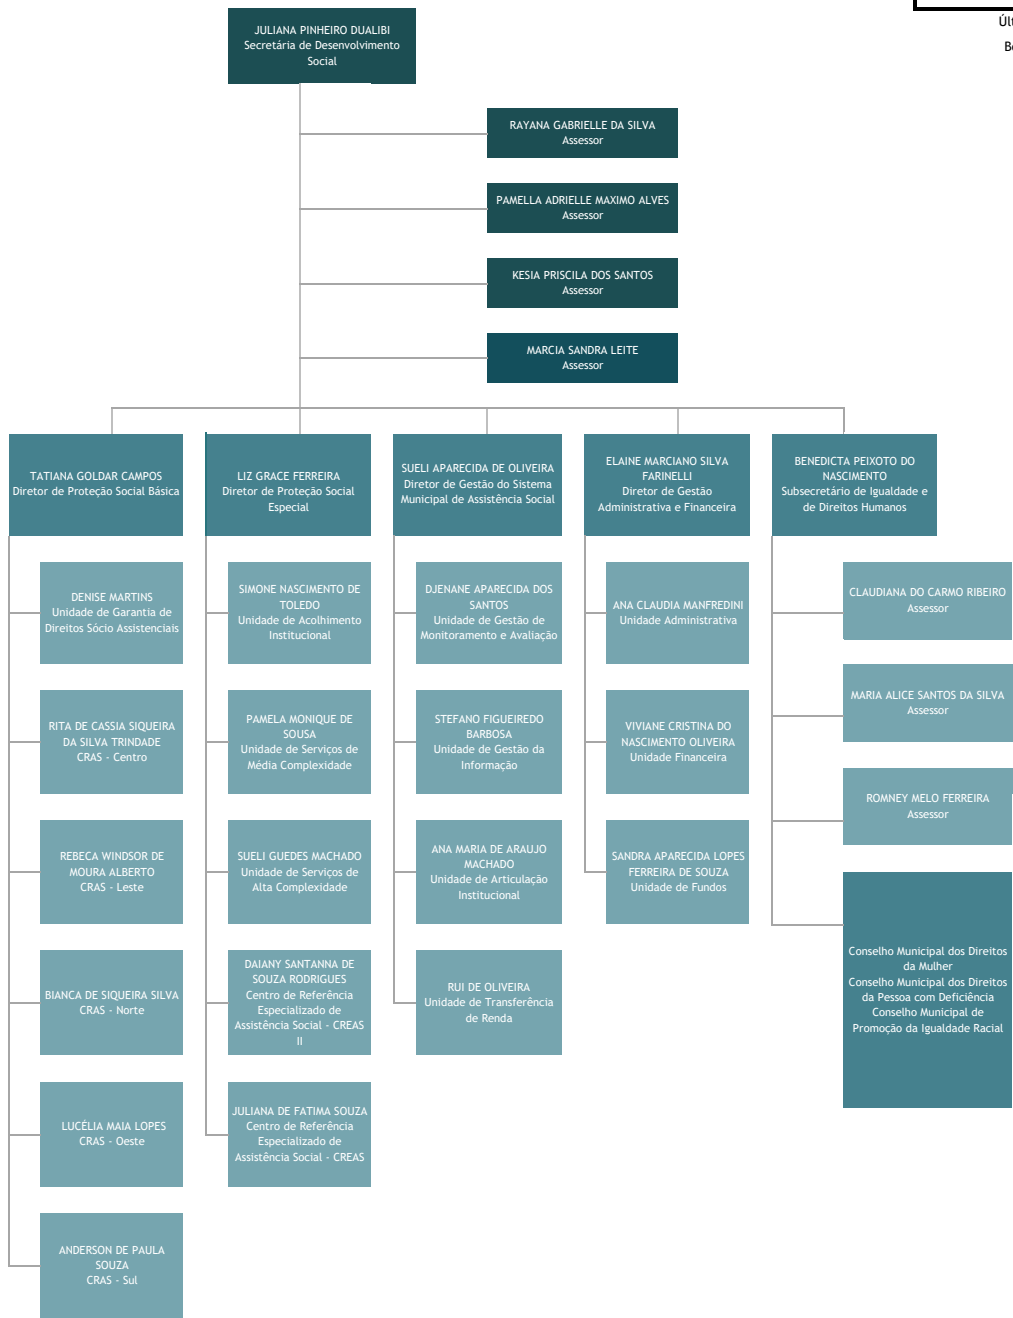 Últ
JULIANA PINHEIRO DUALIBI
Secretária de Desenvolvimento
Social
RAYANA GABRIELLE DA SILVA
Assessor
PAMELLA ADRIELLE MAXIMO ALVES
Assessor
KESIA PRISCILA DOS SANTOS
Assessor
MARCIA SANDRA LEITE
Assessor
TATIANA GOLDAR CAMPOS
Diretor de Proteção Social Básica
LIZ GRACE FERREIRA
Diretor de Proteção Social
Especial
SUELI APARECIDA DE OLIVEIRA
Diretor de Gestão do Sistema
Municipal de Assistência Social
ELAINE MARCIANO SILVA
FARINELLI
Diretor de Gestão
Administrativa e Financeira
BENEDICTA PEIXOTO DO
NASCIMENTO
Subsecretário de Igualdade e
de Direitos Humanos
DENISE MARTINS
Unidade de Garantia de
Direitos Sócio Assistenciais
RITA DE CASSIA SIQUEIRA
DA SILVA TRINDADE
CRAS - Centro
REBECA WINDSOR DE
MOURA ALBERTO
CRAS - Leste
BIANCA DE SIQUEIRA SILVA
CRAS - Norte
LUCÉLIA MAIA LOPES
CRAS - Oeste
ANDERSON DE PAULA
SOUZA
CRAS - Sul
SIMONE NASCIMENTO DE
TOLEDO
Unidade de Acolhimento
Institucional
PAMELA MONIQUE DE
SOUSA
Unidade de Serviços de
Média Complexidade
SUELI GUEDES MACHADO
Unidade de Serviços de
Alta Complexidade
DAIANY SANTANNA DE
SOUZA RODRIGUES
Centro de Referência
Especializado de
Assistência Social - CREAS
II
JULIANA DE FATIMA SOUZA
Centro de Referência
Especializado de
Assistência Social - CREAS
DJENANE APARECIDA DOS
SANTOS
Unidade de Gestão de
Monitoramento e Avaliação
STEFANO FIGUEIREDO
BARBOSA
Unidade de Gestão da
Informação
ANA MARIA DE ARAUJO
MACHADO
Unidade de Articulação
Institucional
RUI DE OLIVEIRA
Unidade de Transferência
de Renda
ANA CLAUDIA MANFREDINI
Unidade Administrativa
VIVIANE CRISTINA DO
NASCIMENTO OLIVEIRA
Unidade Financeira
SANDRA APARECIDA LOPES
FERREIRA DE SOUZA
Unidade de Fundos
CLAUDIANA DO CARMO RIBEIRO
Assessor
MARIA ALICE SANTOS DA SILVA
Assessor
ROMNEY MELO FERREIRA
Assessor
Conselho Municipal dos Direitos
da Mulher
Conselho Municipal dos Direitos
da Pessoa com Deficiência
Conselho Municipal de
Promoção da Igualdade Racial